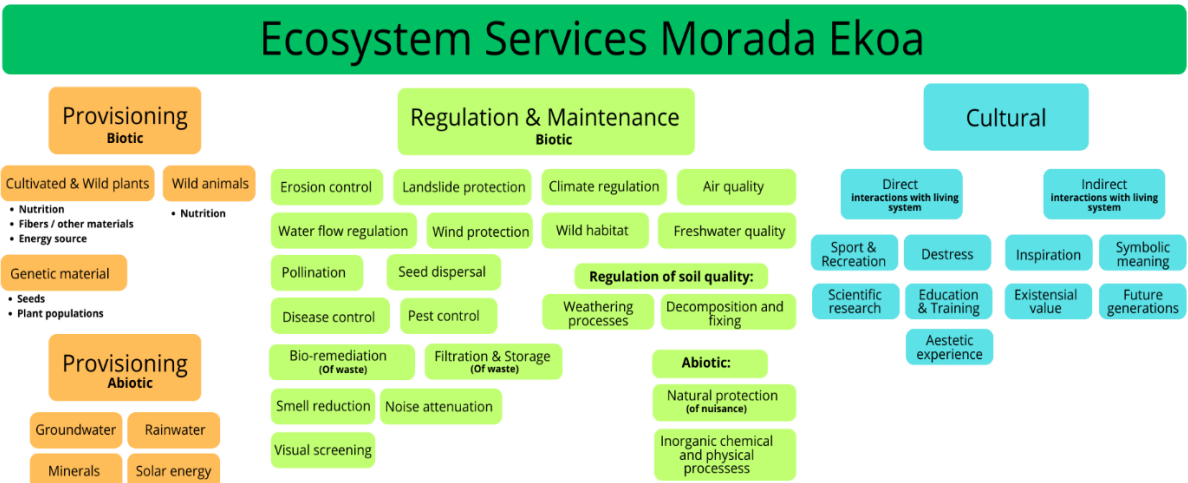 Ecosystem Services Morada Ekoa
Provisioning
Biotic
Cultivated & Wild plants
• Nutrition
• Fibers / other materials
• Energy source
Wild animals
• Nutrition
Genetic material
• Seeds
• Plant populations
Provisioning
Abiotic
Groundwater
Rainwater
Minerals
Solar energy
Regulation & Maintenance
Biotic
Erosion control
Landslide protection
Climate regulation
Air quality
Water flow regulation
Wind protection
Wild habitat
Freshwater quality
Pollination
Seed dispersal
Disease control
Pest control
Regulation of soil quality:
Weathering
processes
Decomposition and
fixing
Bio-remediation
(Of waste)
Filtration & Storage
(Of waste)
Smell reduction
Noise attenuation
Visual screening
Abiotic:
Natural protection
(of nuisance)
Inorganic chemical
and physical
processess
Cultural
Direct
interactions with living
system
Sport &
Recreation
Destress
Scientific
research
Education
& Training
Aestetic
experience
Indirect
interactions with living
system
Inspiration
Symbolic
meaning
Existensial
value
Future
generations